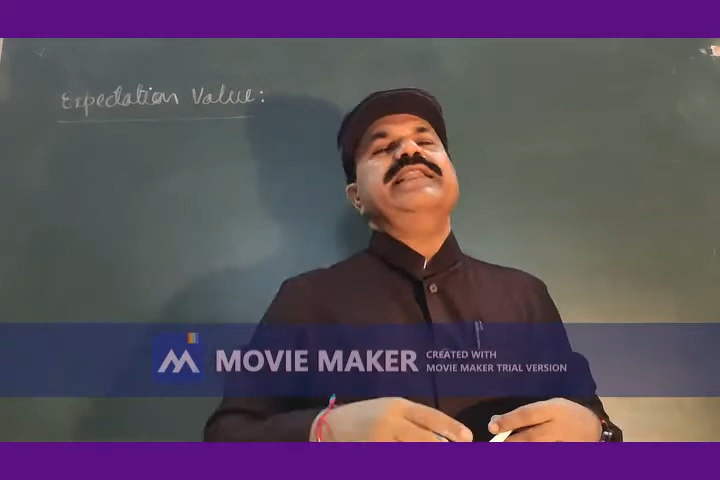 Expectation Value:
MOVIE MAKER
CREATED WITH
MOVIE MAKER TRIAL VERSION